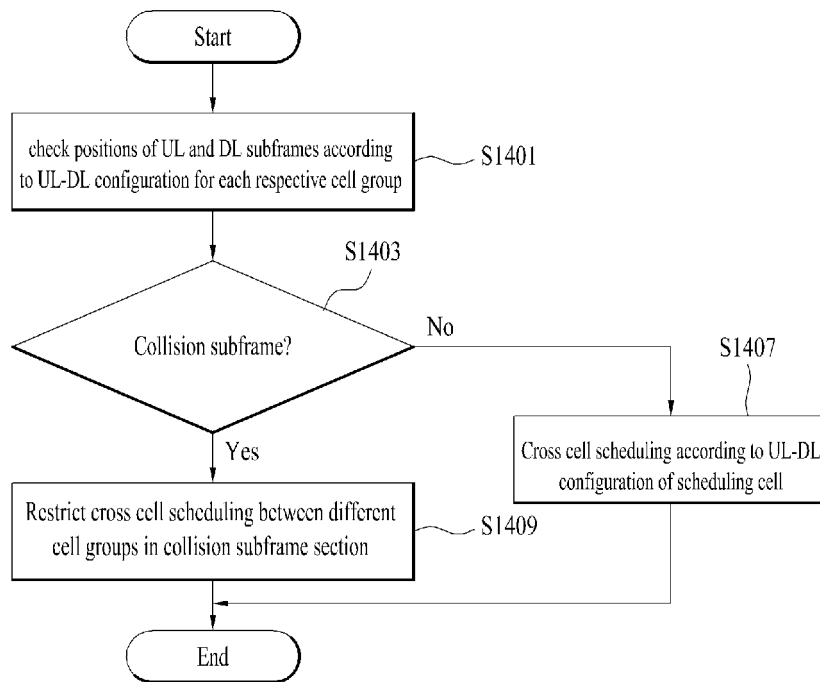 Start
check positions of UL and DL subframes according
to UL-DL configuration for each respective cell group
S1401
S1403
Collision subframe?
No
S1407
Cross cell scheduling according to UL-DL
configuration of scheduling cell
Yes
Restrict cross cell scheduling between different
cell groups in collision subframe section
S1409
End